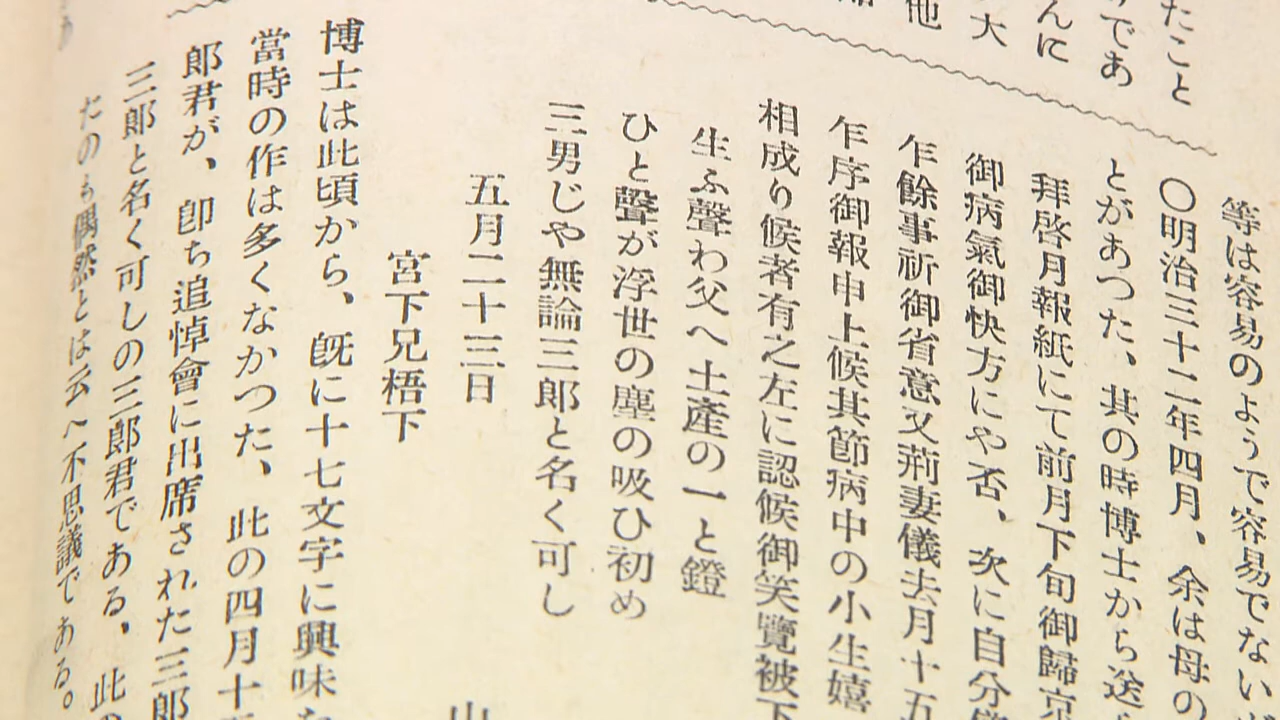 たこと
であ
んに
大
他
等は容易のようで容易でない
〇明治三十二年四月、余は母の
とがあつた、其の時博士から送
拜啓月報紙にて前月下旬御歸京
御病氣御快方にや否、次に自分儀
乍餘事祈御省意又荊妻儀去月十五
乍序御報申上候其節病中の小生嬉
相成り候者有之左に認候御笑覽被下
生ふ聲わ父へ土產の一と鐙
ひと聲が浮世の塵の吸ひ初め
三男じや無論三郎と名く可し
五月二十三日
宮下兄梧下
山
博士は此頃から、旣に十七文字に興味
當時の作は多くなかつた、此の四月十
郎君が、卽ち追悼會に出席された三郎
三郎と名く可しの三郎君である、此
たのも偶然とは云へ不思議である。